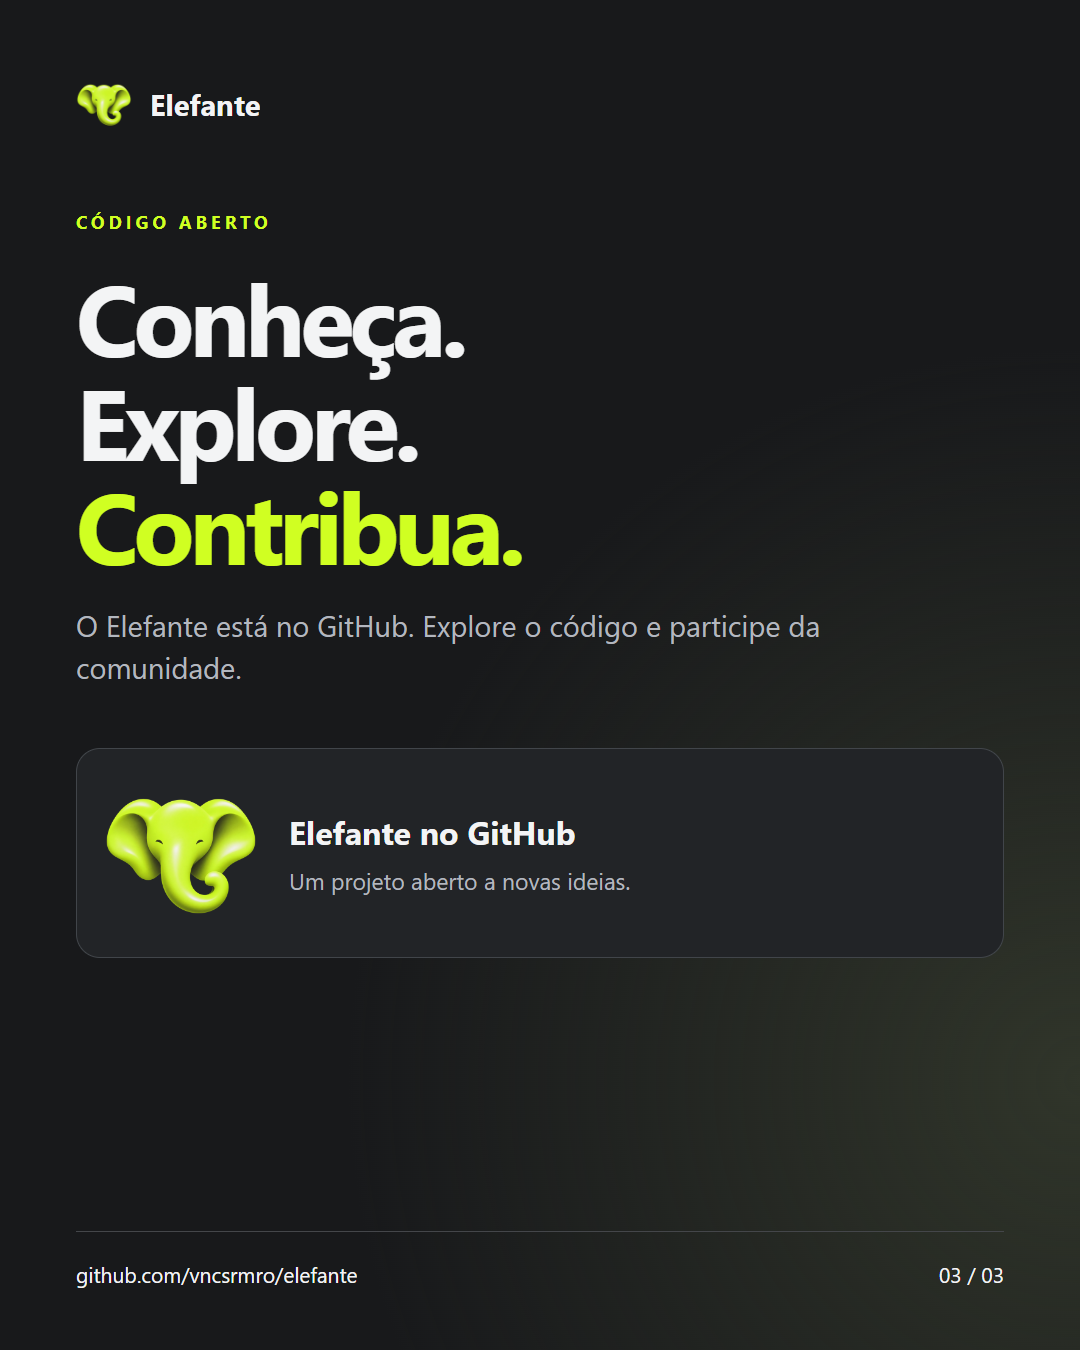 Elefante
CÓDIGO ABERTO
Conheça.
Explore.
Contribua.
O Elefante está no GitHub. Explore o código e participe da
comunidade.
Elefante no GitHub
Um projeto aberto a novas ideias.
github.com/vncsrmro/elefante
03 / 03